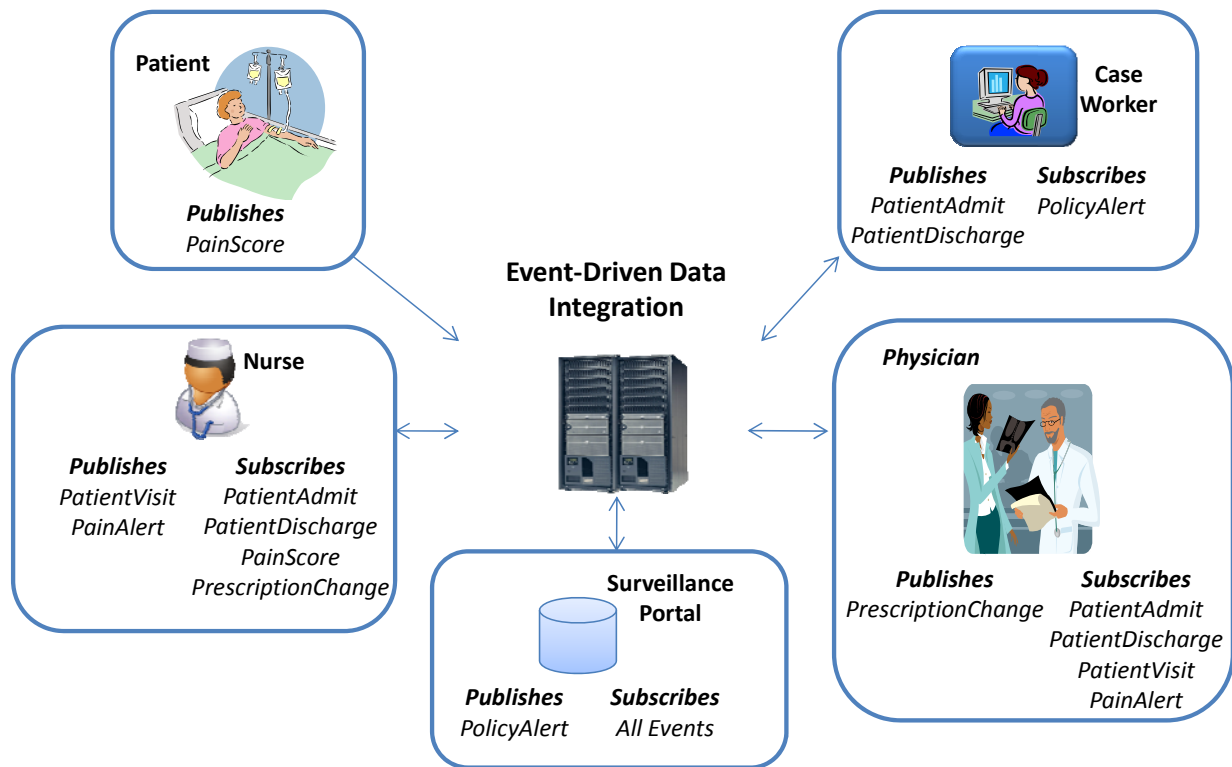 Patient
Publishes
PainScore
Case
Worker
Publishes Subscribes
PatientAdmit PolicyAlert
PatientDischarge
Event-Driven Data
Integration
Nurse
Publishes Subscribes
PatientVisit PatientAdmit
PainAlert PatientDischarge
PainScore
PrescriptionChange
Physician
Publishes Subscribes
PrescriptionChange PatientAdmit
PatientDischarge
PatientVisit
PainAlert
Surveillance
Portal
Publishes Subscribes
PolicyAlert All Events